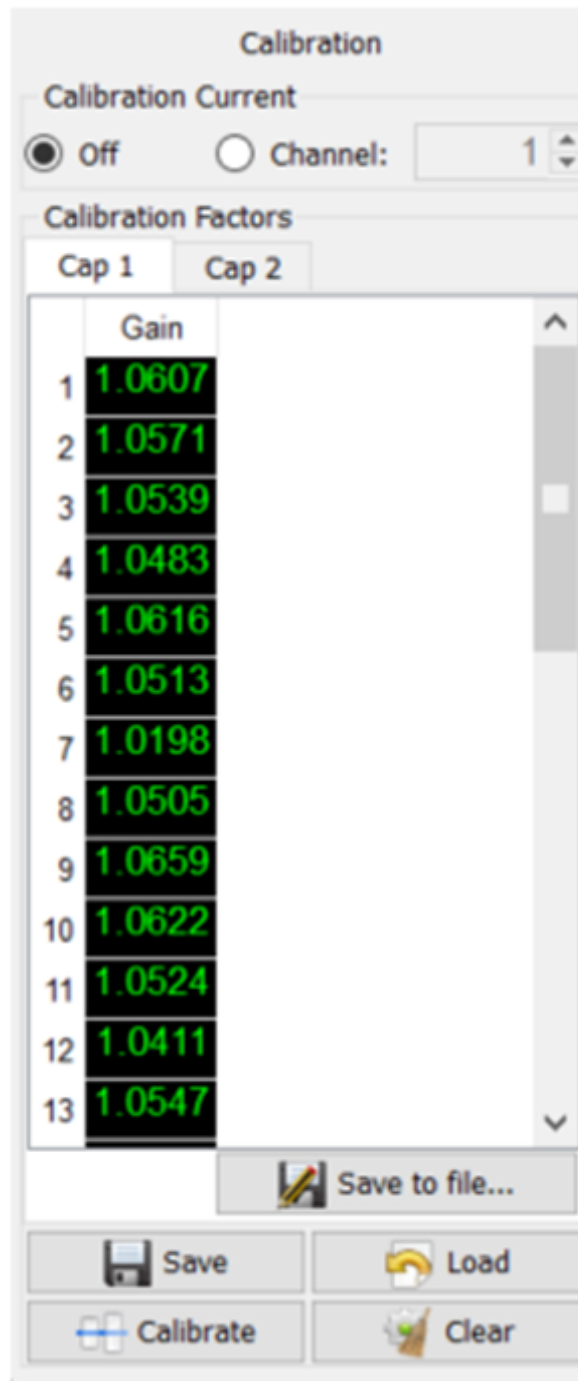 Calibration
Calibration Current
Off Channel: 1
Calibration Factors
Cap 1 Cap 2
Gain
1 1.0607
2 1.0571
3 1.0539
4 1.0483
5 1.0616
6 1.0513
7 1.0198
8 1.0505
9 1.0659
10 1.0622
11 1.0524
12 1.0411
13 1.0547
Save to file...
Save Load
Calibrate Clear